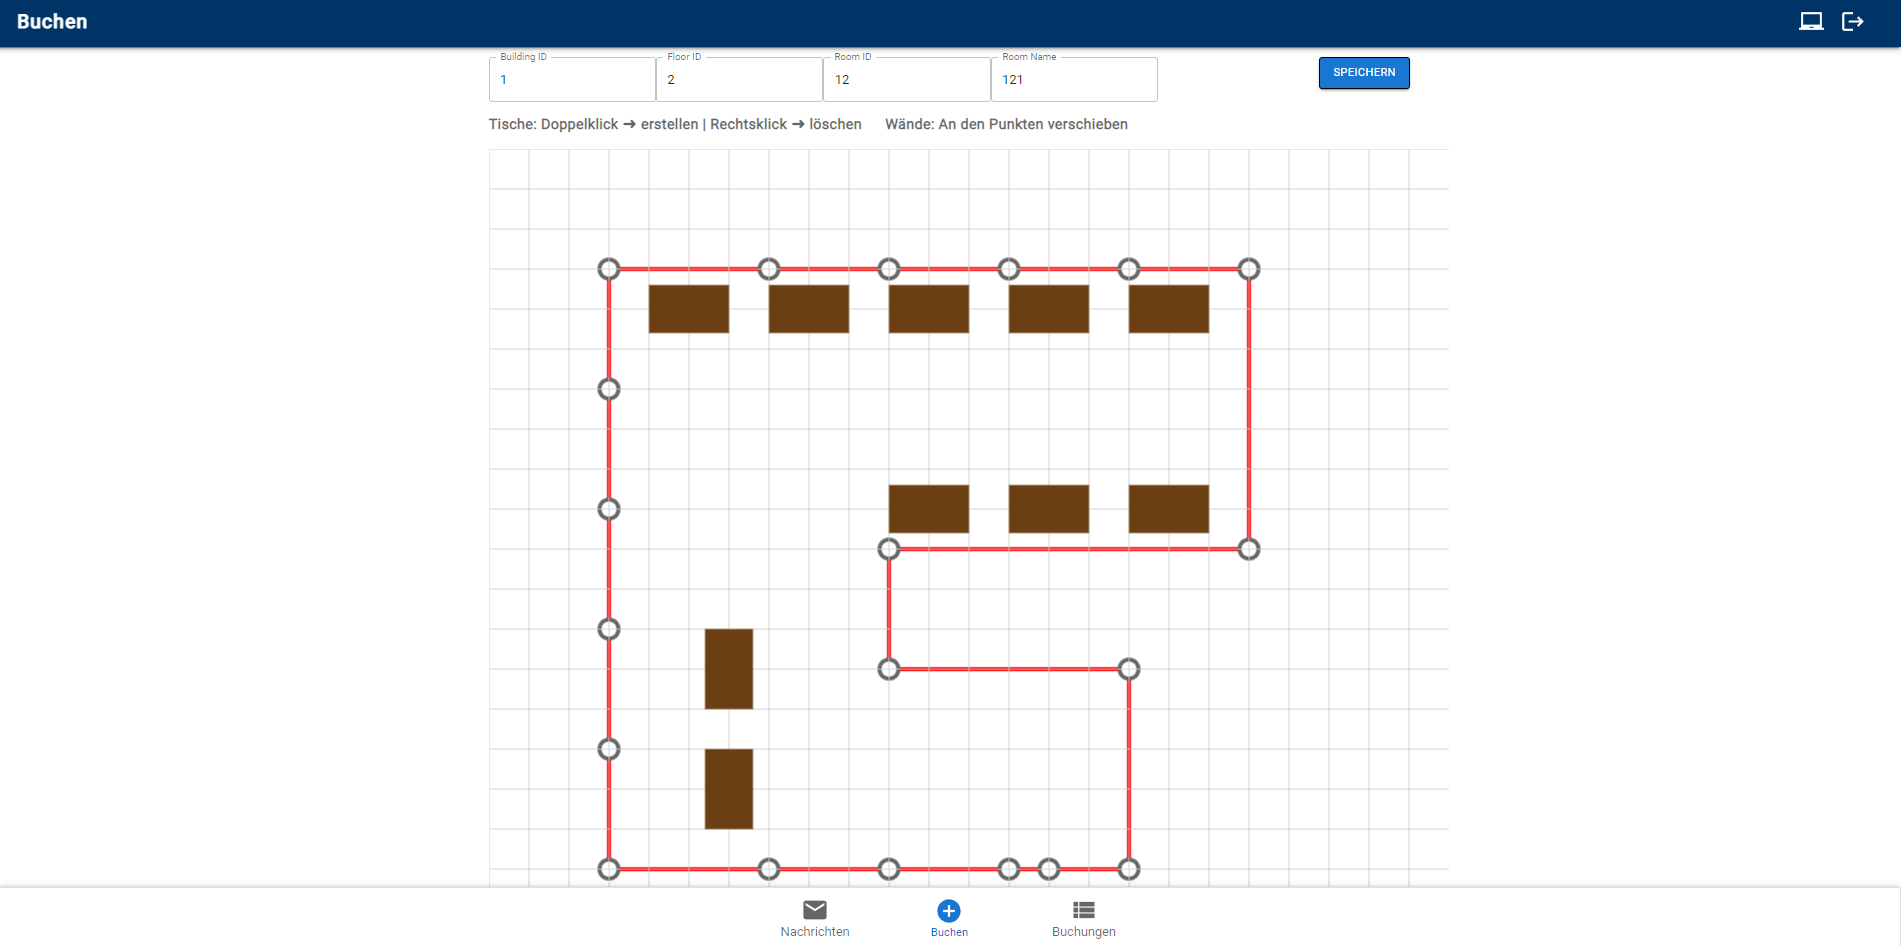 Buchen
Building ID
1
Floor ID
2
Room ID
12
Room Name
121
SPEICHERN
Tische: Doppelklick ➔ erstellen | Rechtsklick ➔ löschen Wände: An den Punkten verschieben
Nachrichten
Buchen
Buchungen